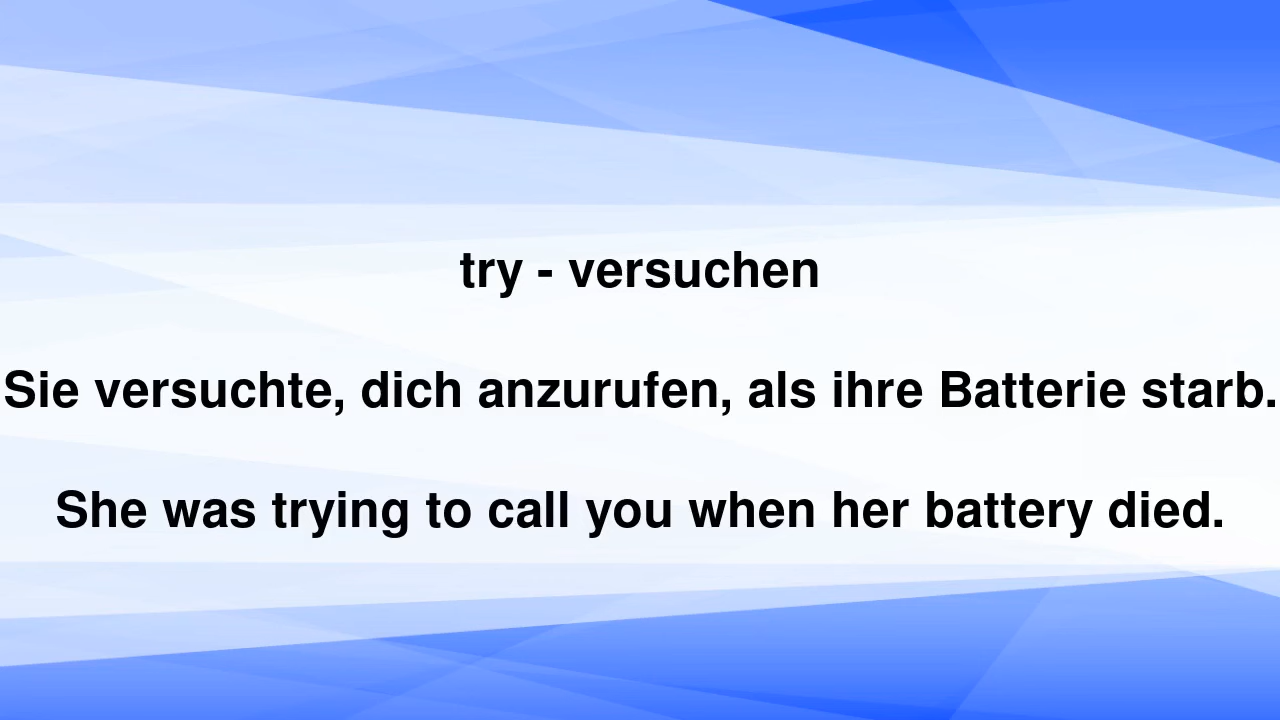 try - versuchen
Sie versuchte, dich anzurufen, als ihre Batterie starb.
She was trying to call you when her battery died.